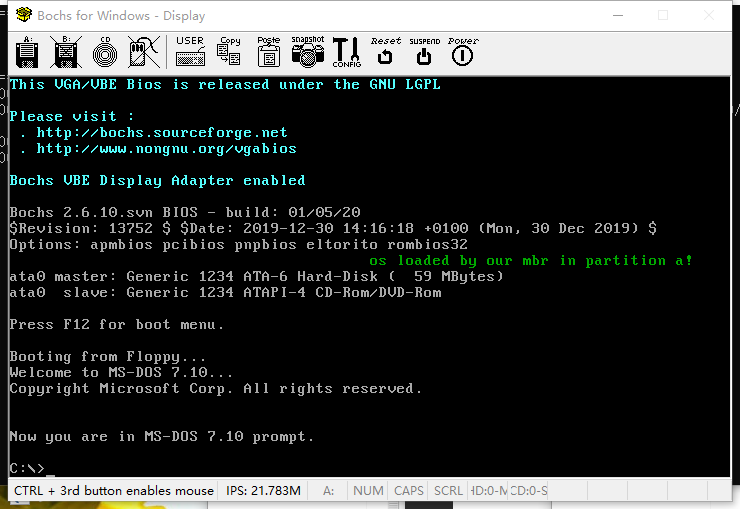 Bochs for Windows - Display
A: B: CD USER Copy Poste snapshot CONFIG Reset SUSPEND Power
This VGA/VBE Bios is released under the GNU LGPL
Please visit :
. http://bochs.sourceforge.net
. http://www.nongnu.org/vgabios
Bochs VBE Display Adapter enabled
Bochs 2.6.10.svn BIOS - build: 01/05/20
$Revision: 13752 $ $Date: 2019-12-30 14:16:18 +0100 (Mon, 30 Dec 2019) $
Options: apmbios pcibios pnpbios eltorito rombios32
os loaded by our mbr in partition a!
ata0 master: Generic 1234 ATA-6 Hard-Disk (  59 MBytes)
ata0  slave: Generic 1234 ATAPI-4 CD-Rom/DVD-Rom
Press F12 for boot menu.
Booting from Floppy...
Welcome to MS-DOS 7.10...
Copyright Microsoft Corp. All rights reserved.
Now you are in MS-DOS 7.10 prompt.
C:\>_
CTRL + 3rd button enables mouse IPS: 21.783M A: NUM CAPS SCRL HD:0-M CD:0-S